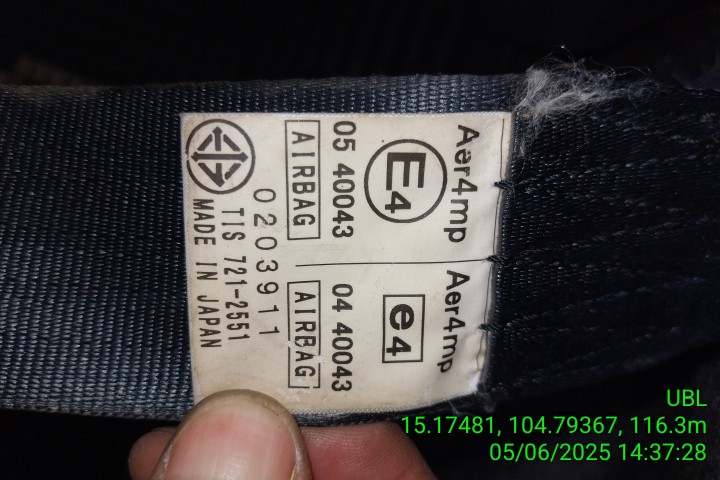 Aer4mp
E4
05 40043
AIRBAG
Aer4mp
e4
04 40043
AIRBAG
0203911
TIS 721-2551
MADE IN JAPAN
UBL
15.17481, 104.79367, 116.3m
05/06/2025 14:37:28